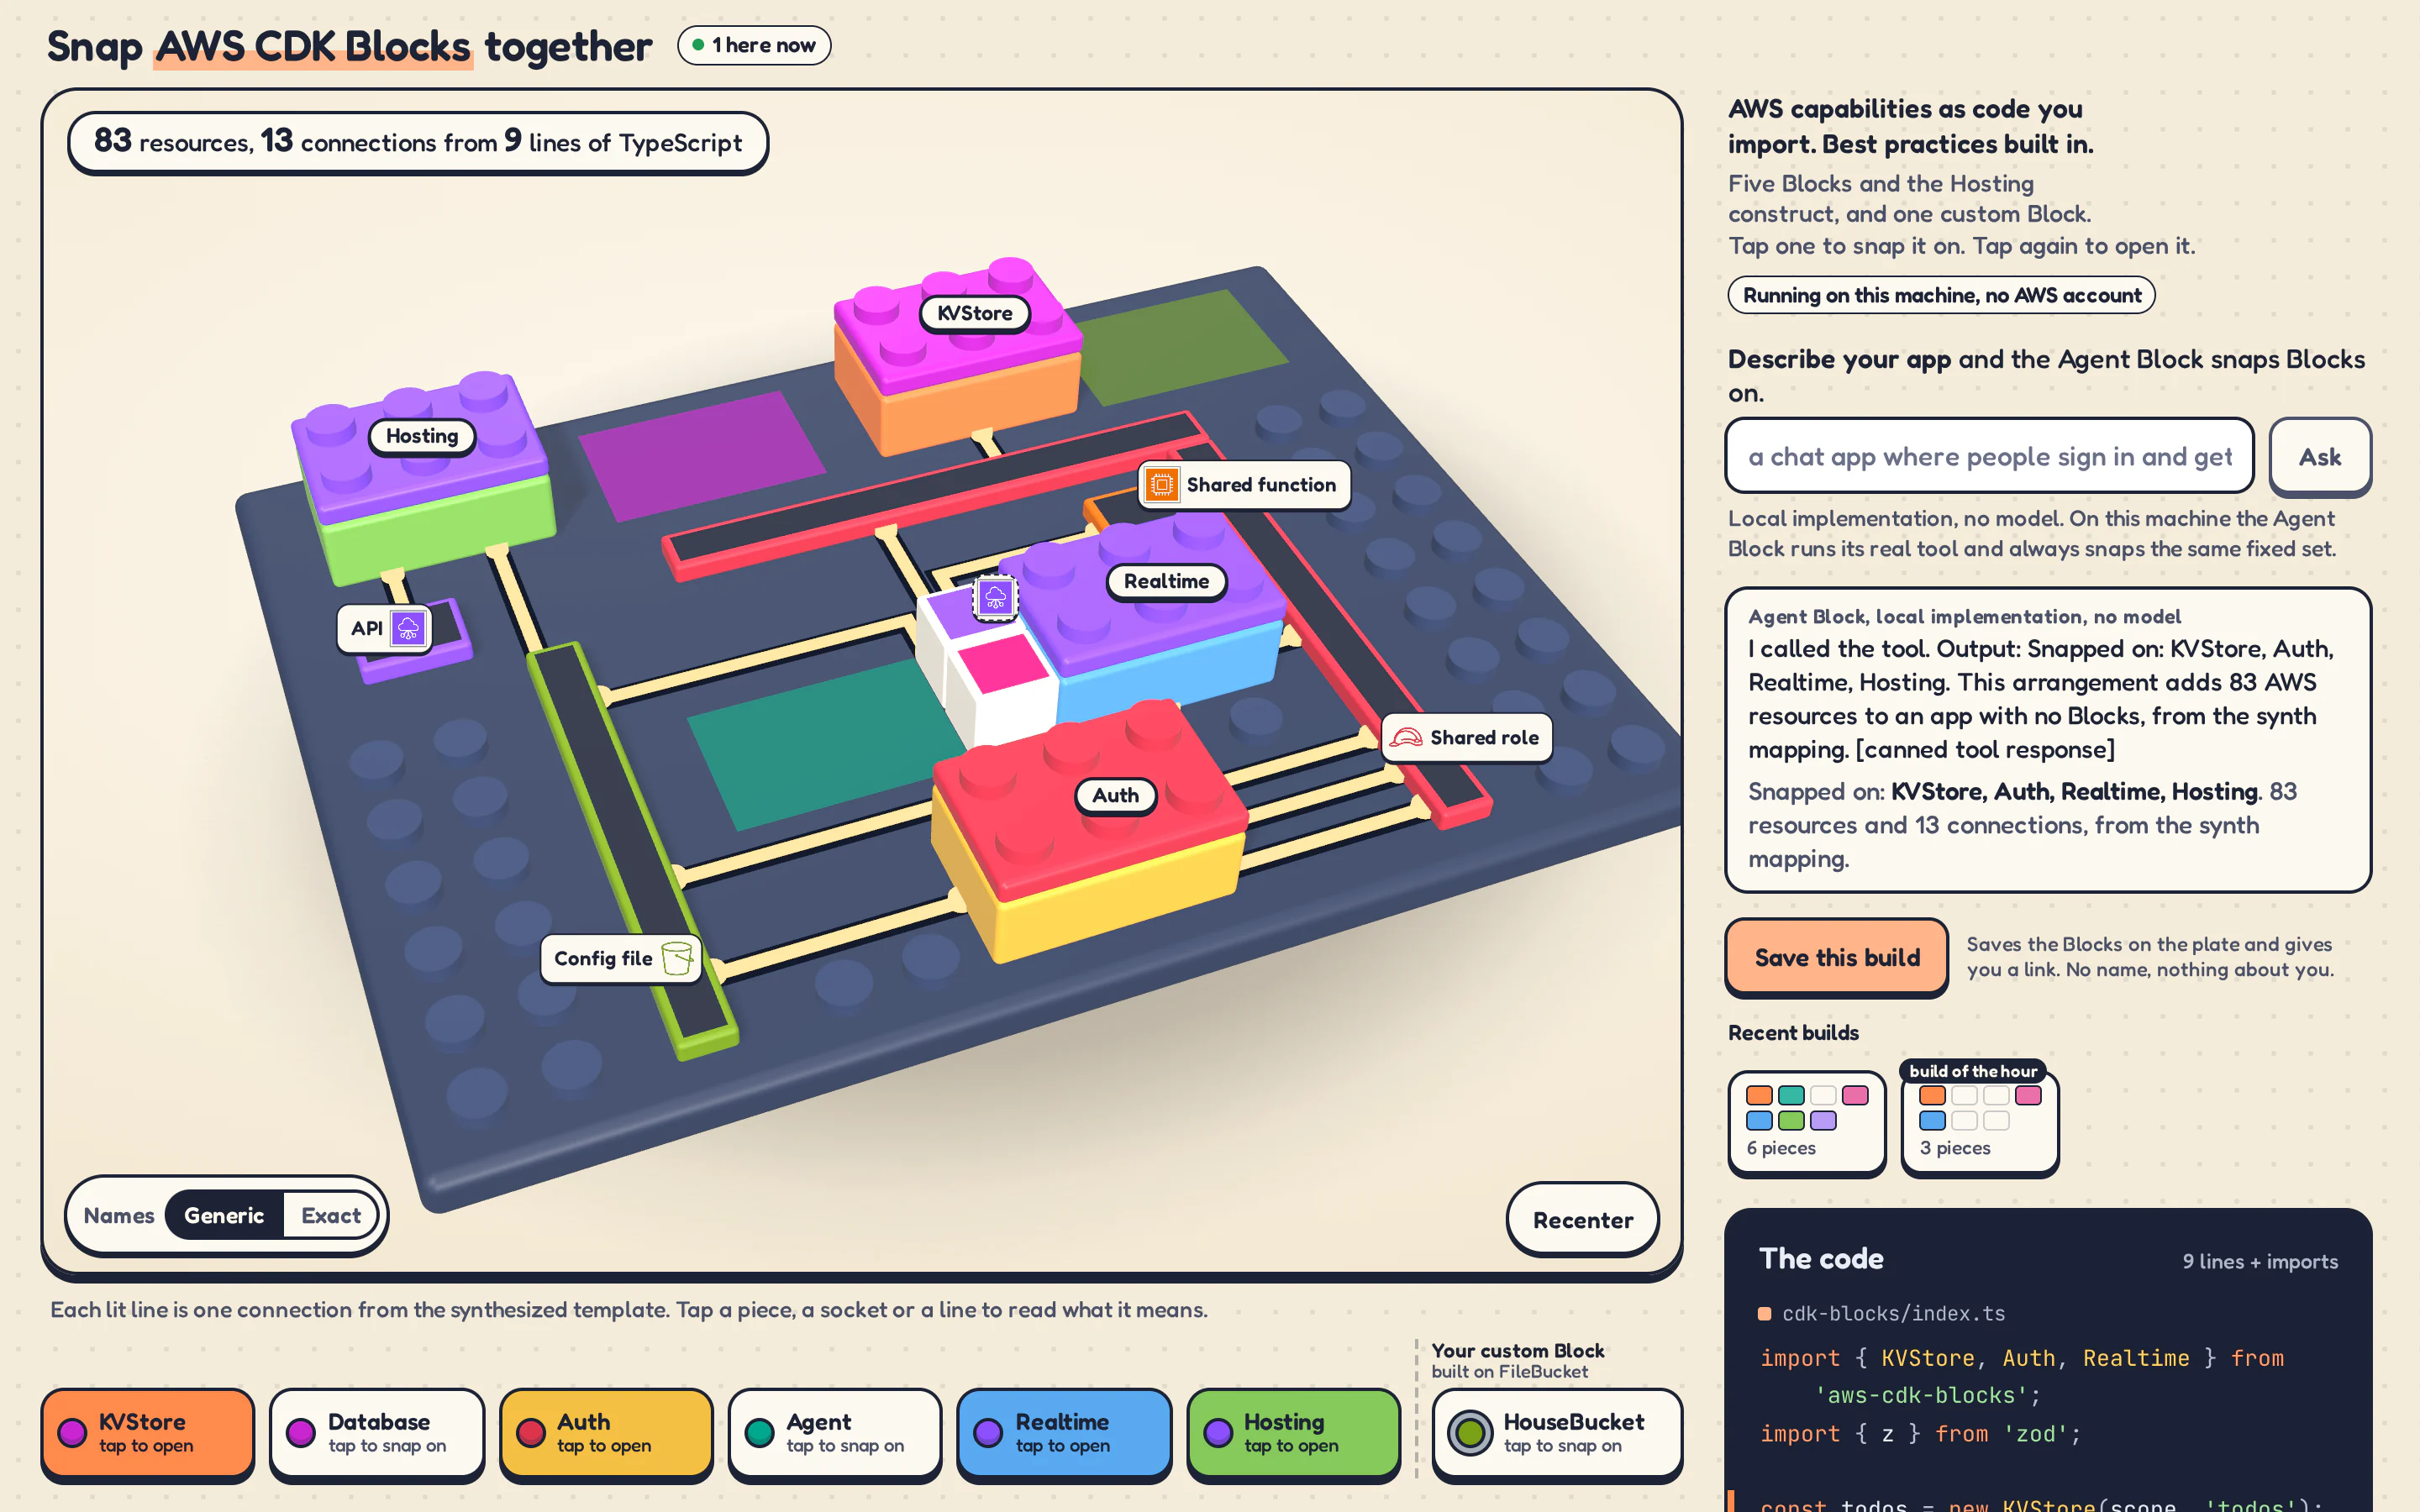 Snap AWS CDK Blocks together
1 here now
83 resources, 13 connections from 9 lines of TypeScript
KVStore
Hosting
Shared function
Realtime
API
Shared role
Auth
Config file
Names Generic Exact
Recenter
Each lit line is one connection from the synthesized template. Tap a piece, a socket or a line to read what it means.
Your custom Block
built on FileBucket
KVStore
tap to open
Database
tap to snap on
Auth
tap to open
Agent
tap to snap on
Realtime
tap to open
Hosting
tap to open
HouseBucket
tap to snap on
AWS capabilities as code you
import. Best practices built in.
Five Blocks and the Hosting
construct, and one custom Block.
Tap one to snap it on. Tap again to open it.
Running on this machine, no AWS account
Describe your app and the Agent Block snaps Blocks
on.
a chat app where people sign in and get
Ask
Local implementation, no model. On this machine the Agent
Block runs its real tool and always snaps the same fixed set.
Agent Block, local implementation, no model
I called the tool. Output: Snapped on: KVStore, Auth,
Realtime, Hosting. This arrangement adds 83 AWS
resources to an app with no Blocks, from the synth
mapping. [canned tool response]
Snapped on: KVStore, Auth, Realtime, Hosting. 83
resources and 13 connections, from the synth
mapping.
Save this build
Saves the Blocks on the plate and gives
you a link. No name, nothing about you.
Recent builds
6 pieces
build of the hour
3 pieces
The code
9 lines + imports
cdk-blocks/index.ts
import { KVStore, Auth, Realtime } from
'aws-cdk-blocks';
import { z } from 'zod';
const todos = new KVStore(scope, 'todos');